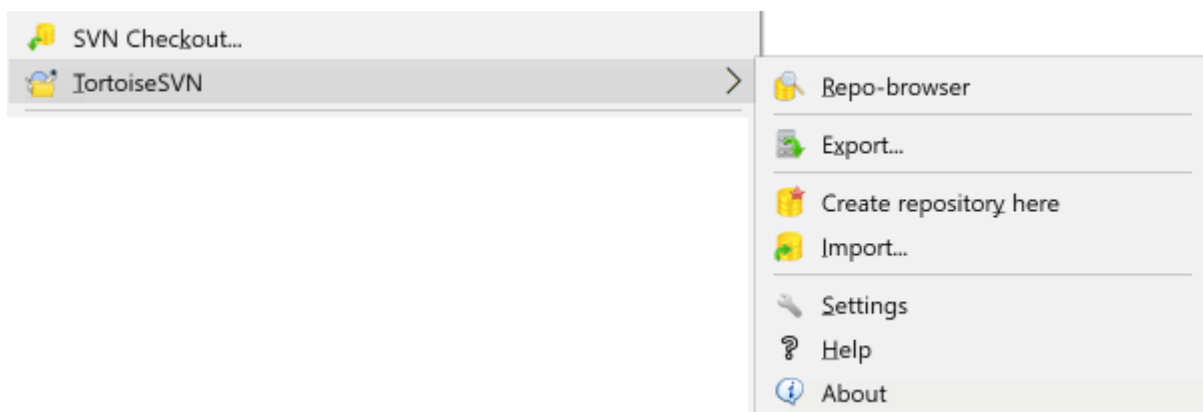 SVN Checkout...
TortoiseSVN
Repo-browser
Export...
Create repository here
Import...
Settings
Help
About